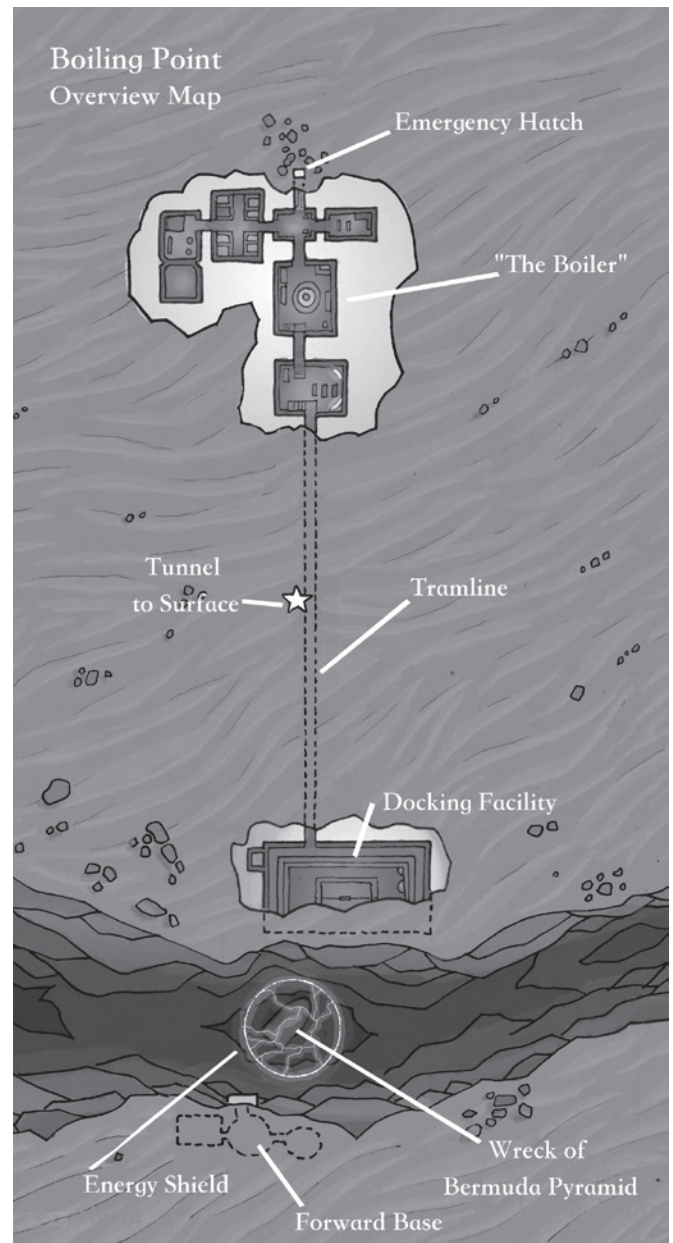 Boiling Point
Overview Map
Emergency Hatch
"The Boiler"
Tunnel
to Surface
Tramline
Docking Facility
Wreck of
Bermuda Pyramid
Energy Shield
Forward Base